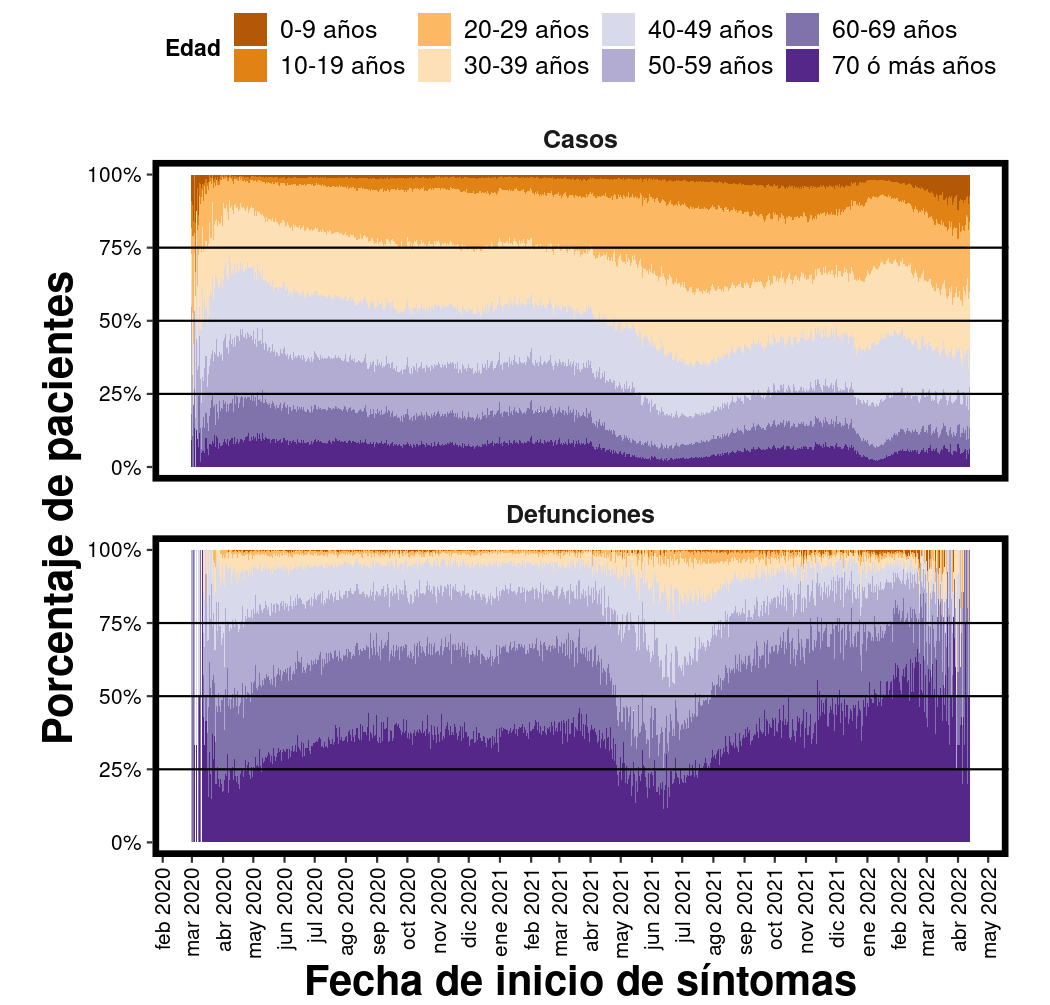 Edad
0-9 años 20-29 años 40-49 años 60-69 años
10-19 años 30-39 años 50-59 años 70 ó más años
Casos
100%
75%
50%
25%
0%
Defunciones
100%
75%
50%
25%
0%
Porcentaje de pacientes
feb 2020
mar 2020
abr 2020
may 2020
jun 2020
jul 2020
ago 2020
sep 2020
oct 2020
nov 2020
dic 2020
ene 2021
feb 2021
mar 2021
abr 2021
may 2021
jun 2021
jul 2021
ago 2021
sep 2021
oct 2021
nov 2021
dic 2021
ene 2022
feb 2022
mar 2022
abr 2022
may 2022
Fecha de inicio de síntomas